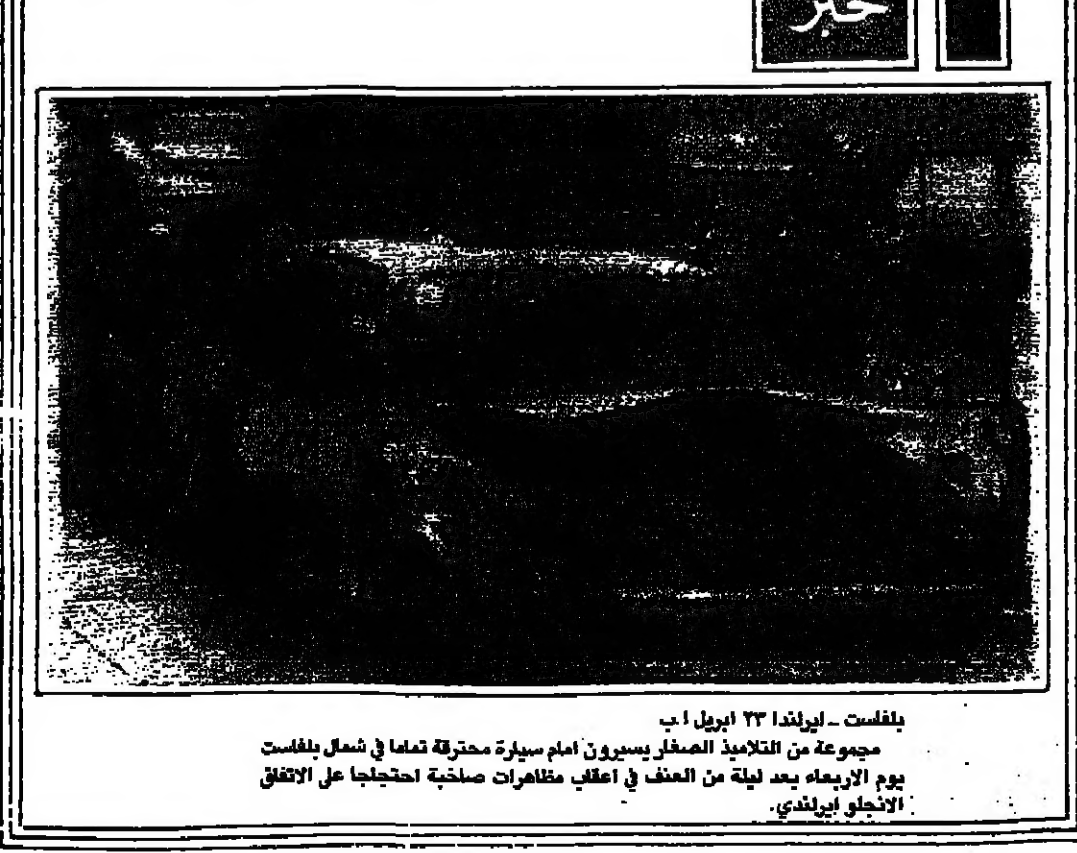 خبر
بلفاست - ايرلندا ٢٣ ابريل ا ب
مجموعة من التلاميذ الصغار يسيرون امام سيارة محترقة تماما في شمال بلفاست
يوم الاربعاء بعد ليلة من العنف في اعقاب مظاهرات صاخبة احتجاجا على الاتفاق
الانجلو ايرلندي.